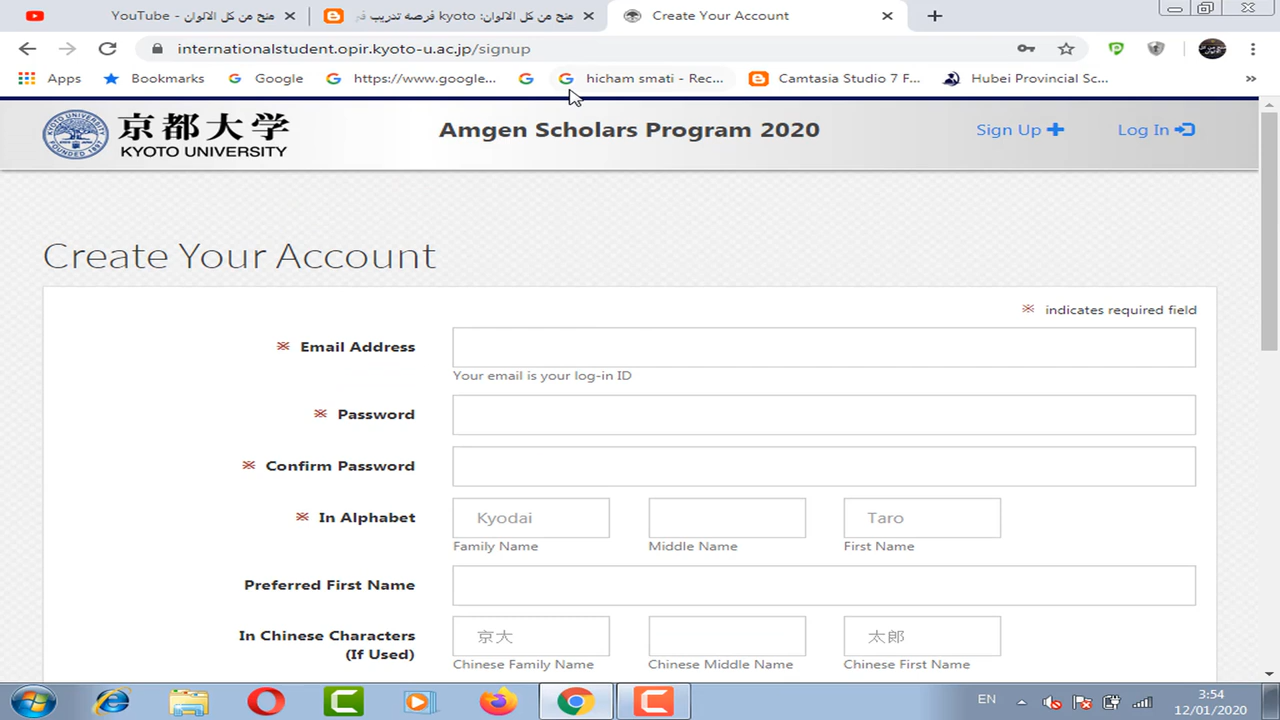 منح من كل الالوان - YouTube
منح من كل الالوان: kyoto فرصة تدريب في
Create Your Account
internationalstudent.opir.kyoto-u.ac.jp/signup
Apps
Bookmarks
Google
https://www.google...
hicham smati - Rec...
Camtasia Studio 7 F...
Hubei Provincial Sc...
»
京都大学
KYOTO UNIVERSITY
Amgen Scholars Program 2020
Sign Up
Log In
Create Your Account
※ indicates required field
※ Email Address
Your email is your log-in ID
※ Password
※ Confirm Password
※ In Alphabet
Kyodai
Taro
Family Name
Middle Name
First Name
Preferred First Name
In Chinese Characters
(If Used)
京大
太郎
Chinese Family Name
Chinese Middle Name
Chinese First Name
EN
3:54
12/01/2020